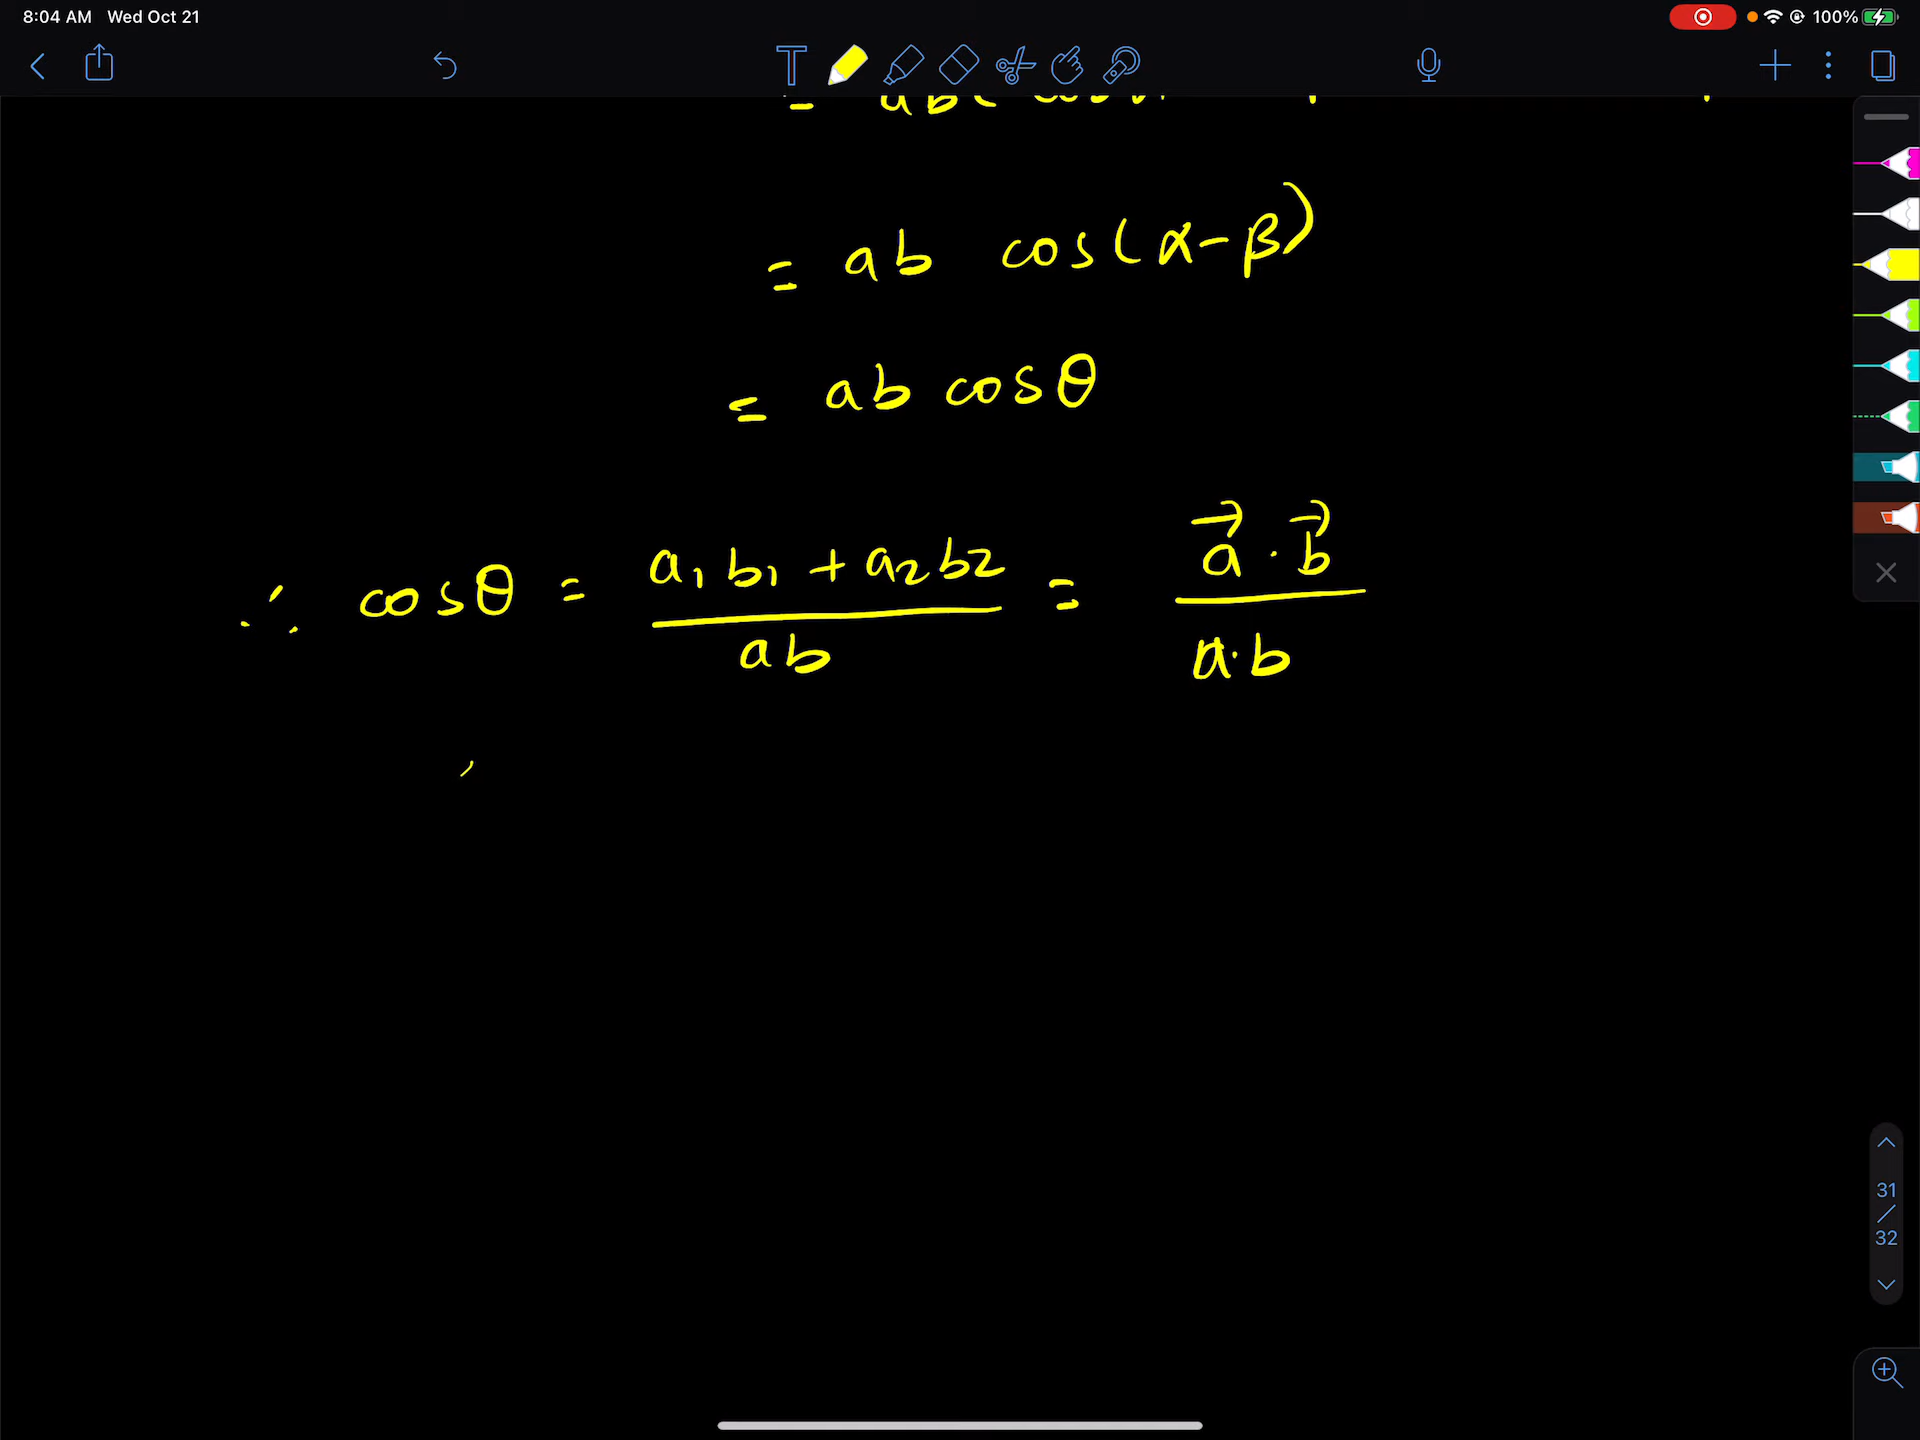 8:04 AM Wed Oct 21
100%
= ab cos(α-β)
= ab cosθ
∴ cosθ = (a₁b₁ + a₂b₂)/(ab) = (a⃗ · b⃗)/(a·b)
31
/
32